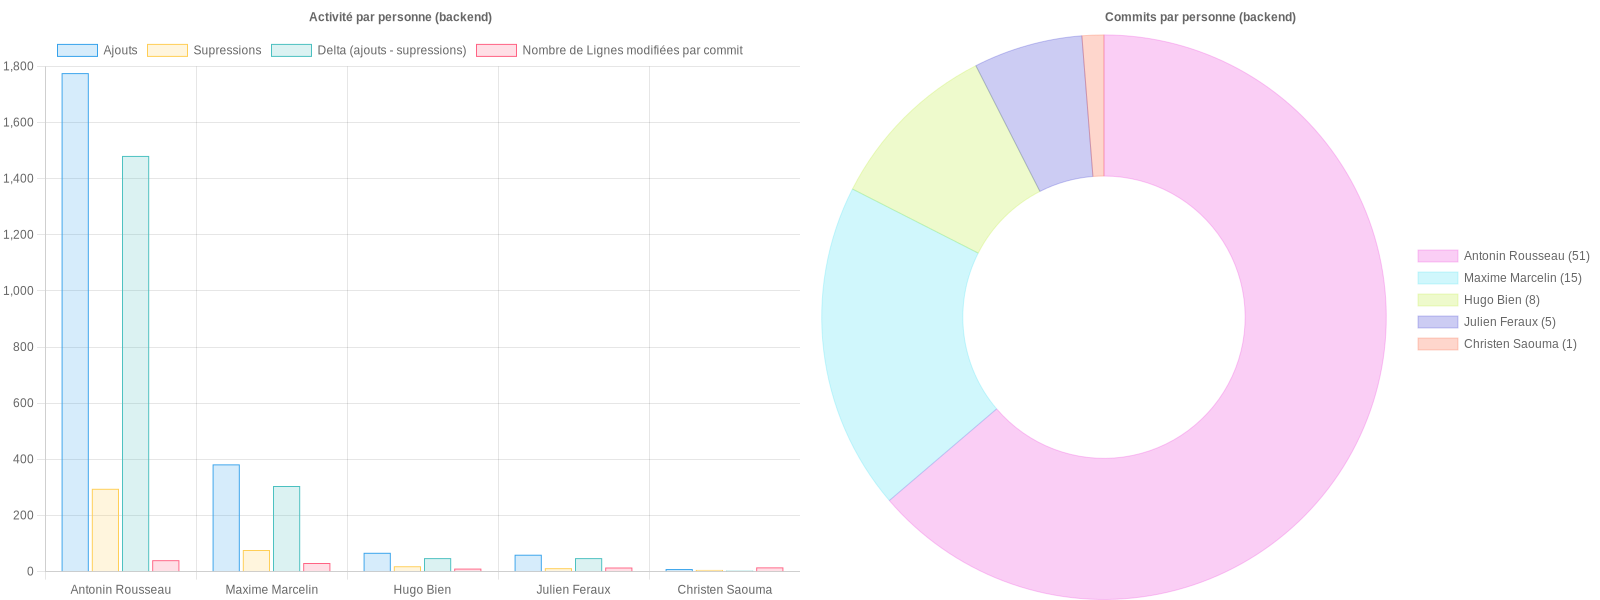 Activité par personne (backend)
Ajouts Supressions Delta (ajouts - supressions) Nombre de Lignes modifiées par commit
1,800
1,600
1,400
1,200
1,000
800
600
400
200
0
Antonin Rousseau Maxime Marcelin Hugo Bien Julien Feraux Christen Saouma
Commits par personne (backend)
Antonin Rousseau (51)
Maxime Marcelin (15)
Hugo Bien (8)
Julien Feraux (5)
Christen Saouma (1)